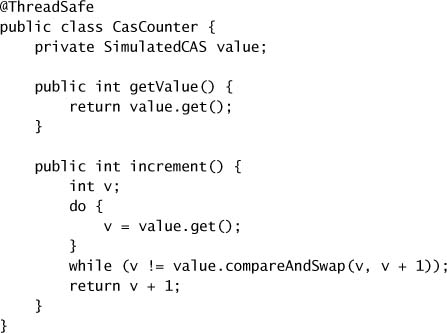 @ThreadSafe
public class CasCounter {
    private SimulatedCAS value;

    public int getValue() {
        return value.get();
    }

    public int increment() {
        int v;
        do {
            v = value.get();
        }
        while (v != value.compareAndSwap(v, v + 1));
        return v + 1;
    }
}